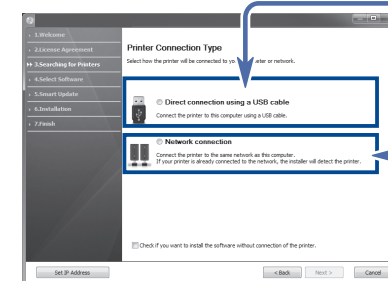 1.Welcome
2.License Agreement
3.Searching for Printers
4.Select Software
5.Smart Update
6.Installation
7.Finish
Printer Connection Type
Select how the printer will be connected to yo uter or network.
Direct connection using a USB cable
Connect the printer to this computer using a USB cable.
Network connection
Connect the printer to the same network as this computer.
If your printer is already connected to the network, the installer will detect the printer.
Check if you want to install the software without connection of the printer.
Set IP Address
< Back
Next >
Cancel